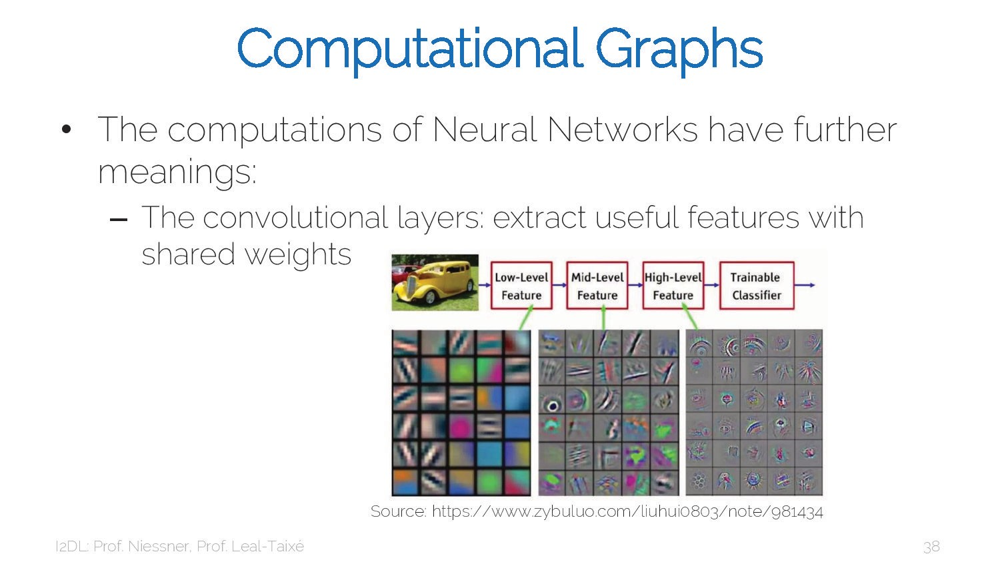 Computational Graphs
• The computations of Neural Networks have further
meanings:
– The convolutional layers: extract useful features with
shared weights
Low-Level
Feature
Mid-Level
Feature
High-Level
Feature
Trainable
Classifier
Source: https://www.zybuluo.com/liuhui0803/note/981434
I2DL: Prof. Niessner, Prof. Leal-Taixé
38